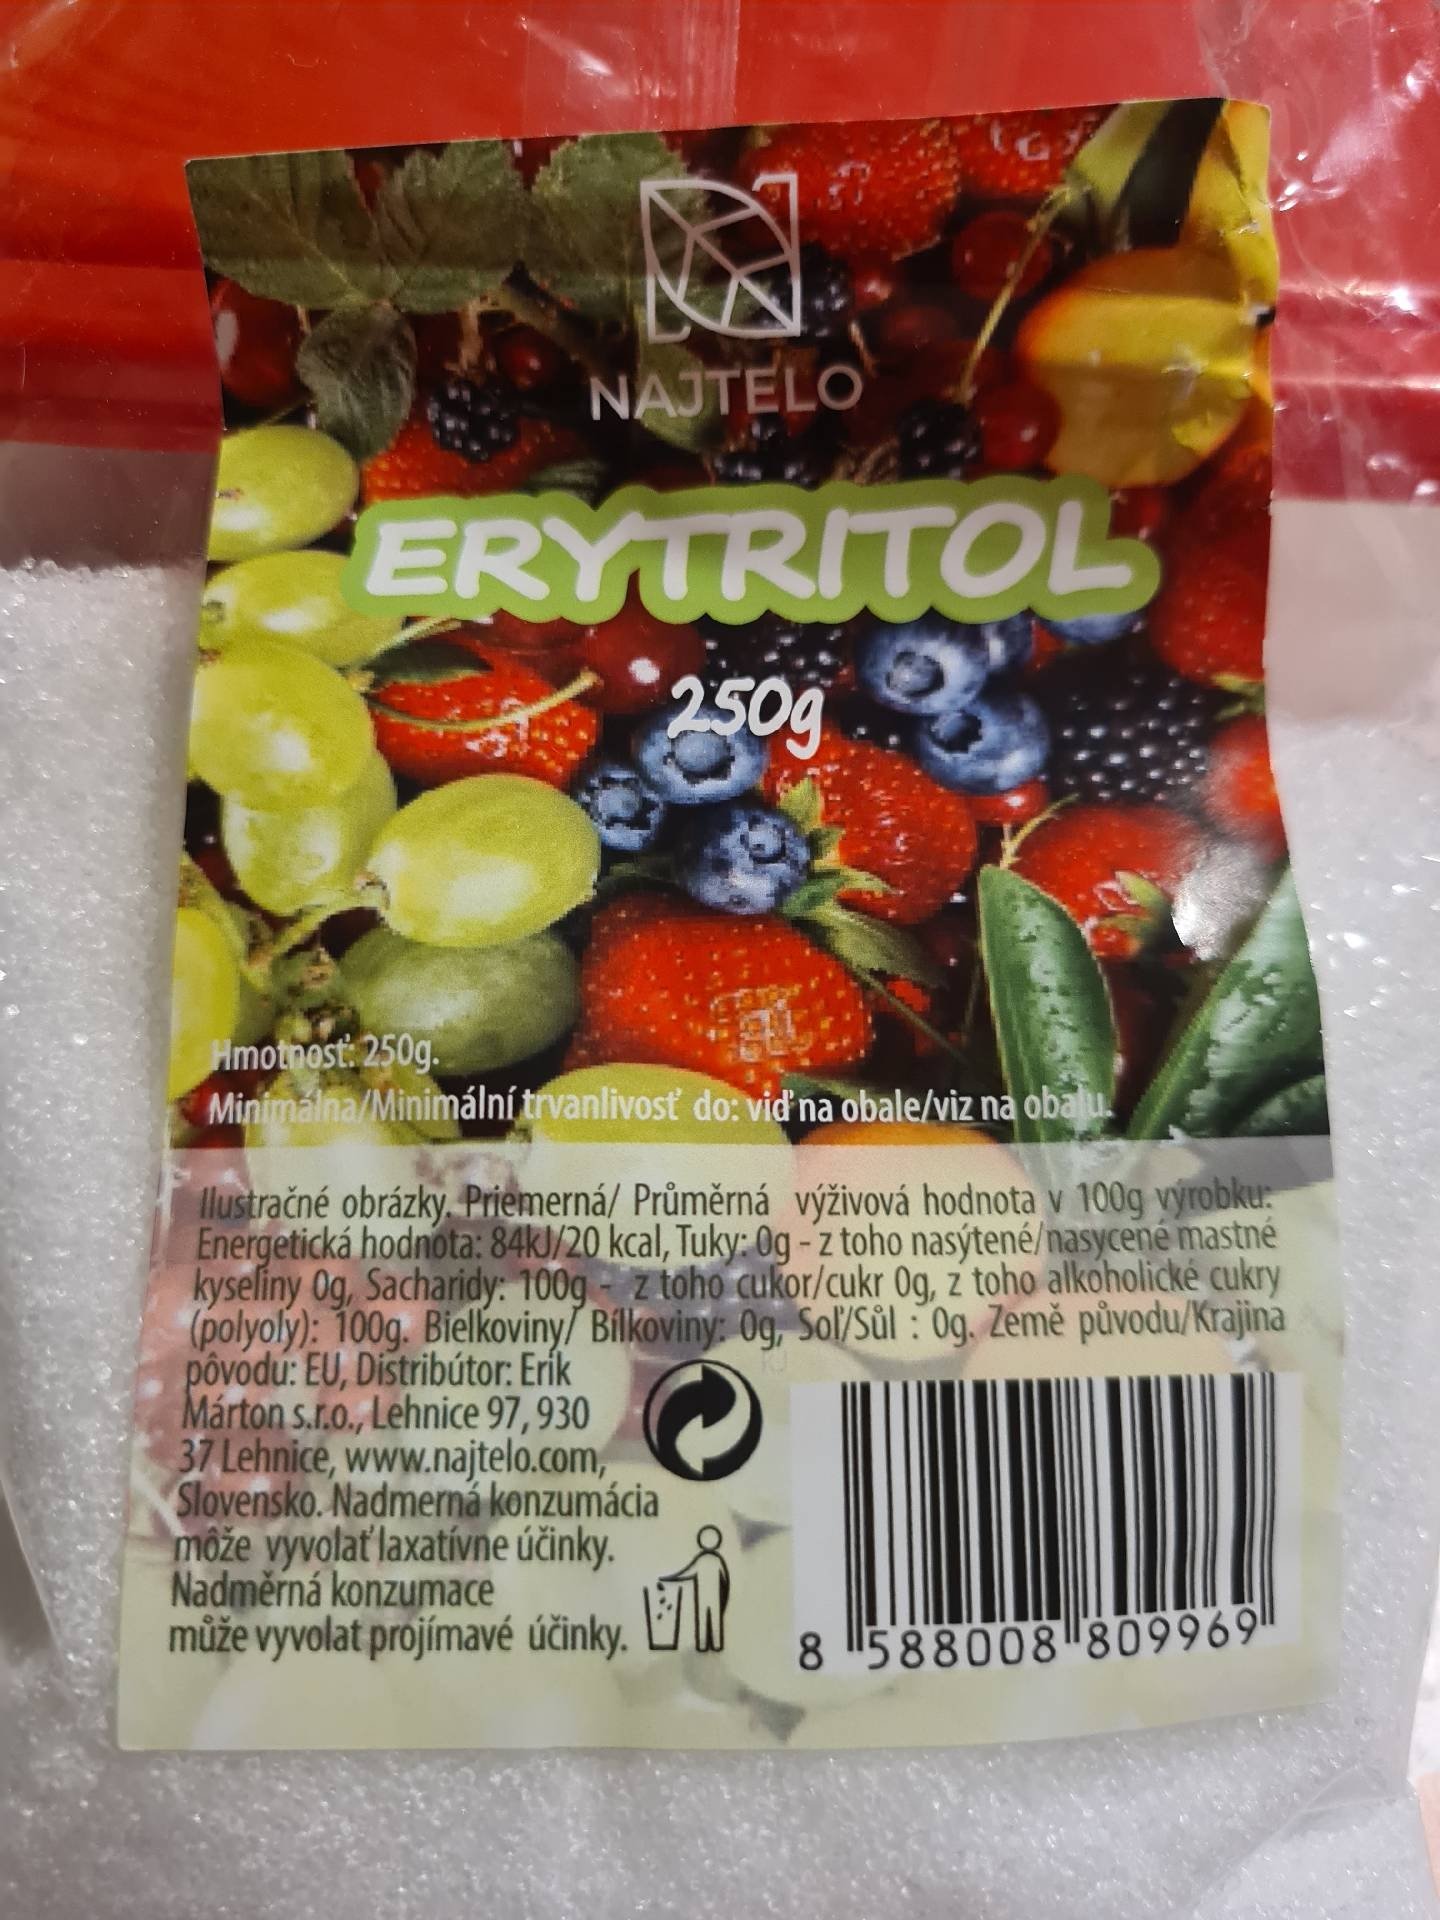 NAJTELO
ERYTRITOL
250g
Hmotnosť: 250g.
Minimálna/Minimální trvanlivosť do: viď na obale/viz na obalu.
Ilustračné obrázky. Priemerná/ Průměrná výživová hodnota v 100g výrobku:
Energetická hodnota: 84kJ/20 kcal, Tuky: 0g - z toho nasýtené/nasycené mastné
kyseliny 0g, Sacharidy: 100g - z toho cukor/cukr 0g, z toho alkoholické cukry
(polyoly): 100g. Bielkoviny/ Bílkoviny: 0g, Soľ/Sůl : 0g. Země původu/Krajina
pôvodu: EU, Distribútor: Erik
Márton s.r.o., Lehnice 97, 930
37 Lehnice, www.najtelo.com,
Slovensko. Nadmerná konzumácia
môže vyvolať laxatívne účinky.
Nadměrná konzumace
může vyvolat projímavé účinky.
8 588008 809969